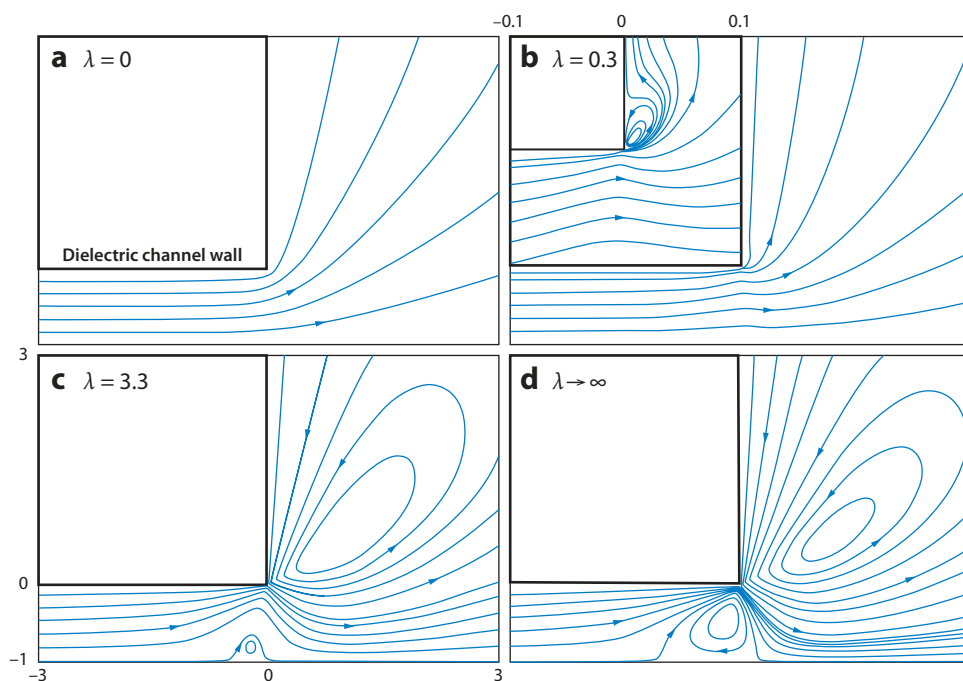 −0.1 0 0.1
a λ = 0
b λ = 0.3
Dielectric channel wall
3
c λ = 3.3
d λ → ∞
0
−1
−3 0 3